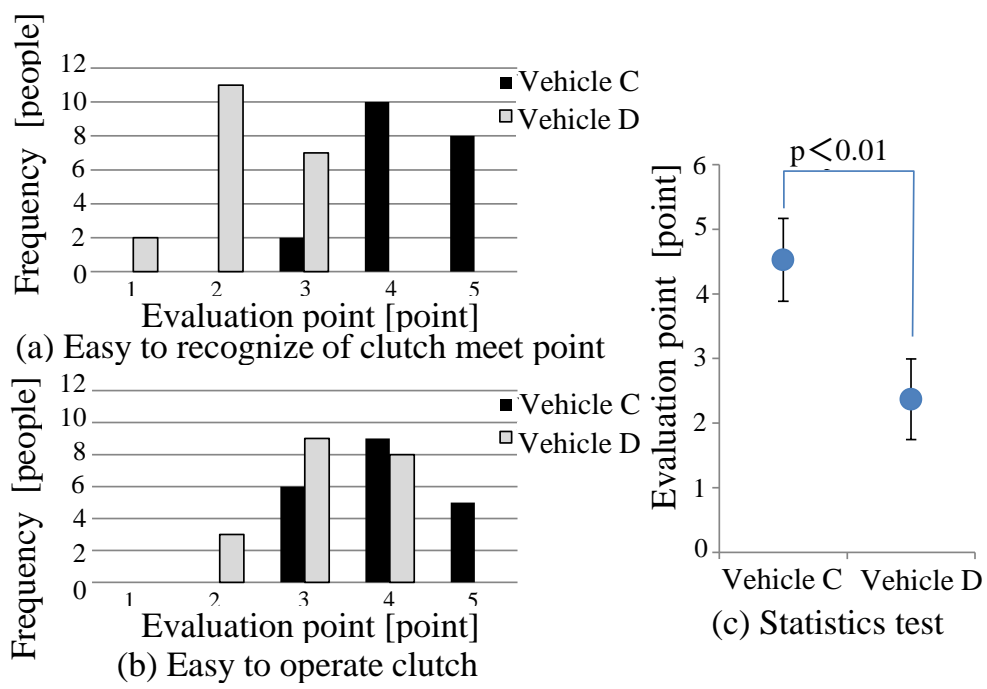 12
10
8
6
4
2
0
Frequency [people]
Vehicle C
Vehicle D
1 2 3 4 5
Evaluation point [point]
(a) Easy to recognize of clutch meet point
12
10
8
6
4
2
0
Frequency [people]
Vehicle C
Vehicle D
1 2 3 4 5
Evaluation point [point]
(b) Easy to operate clutch
p<0.01
6
5
4
3
2
1
0
Evaluation point [point]
Vehicle C Vehicle D
(c) Statistics test